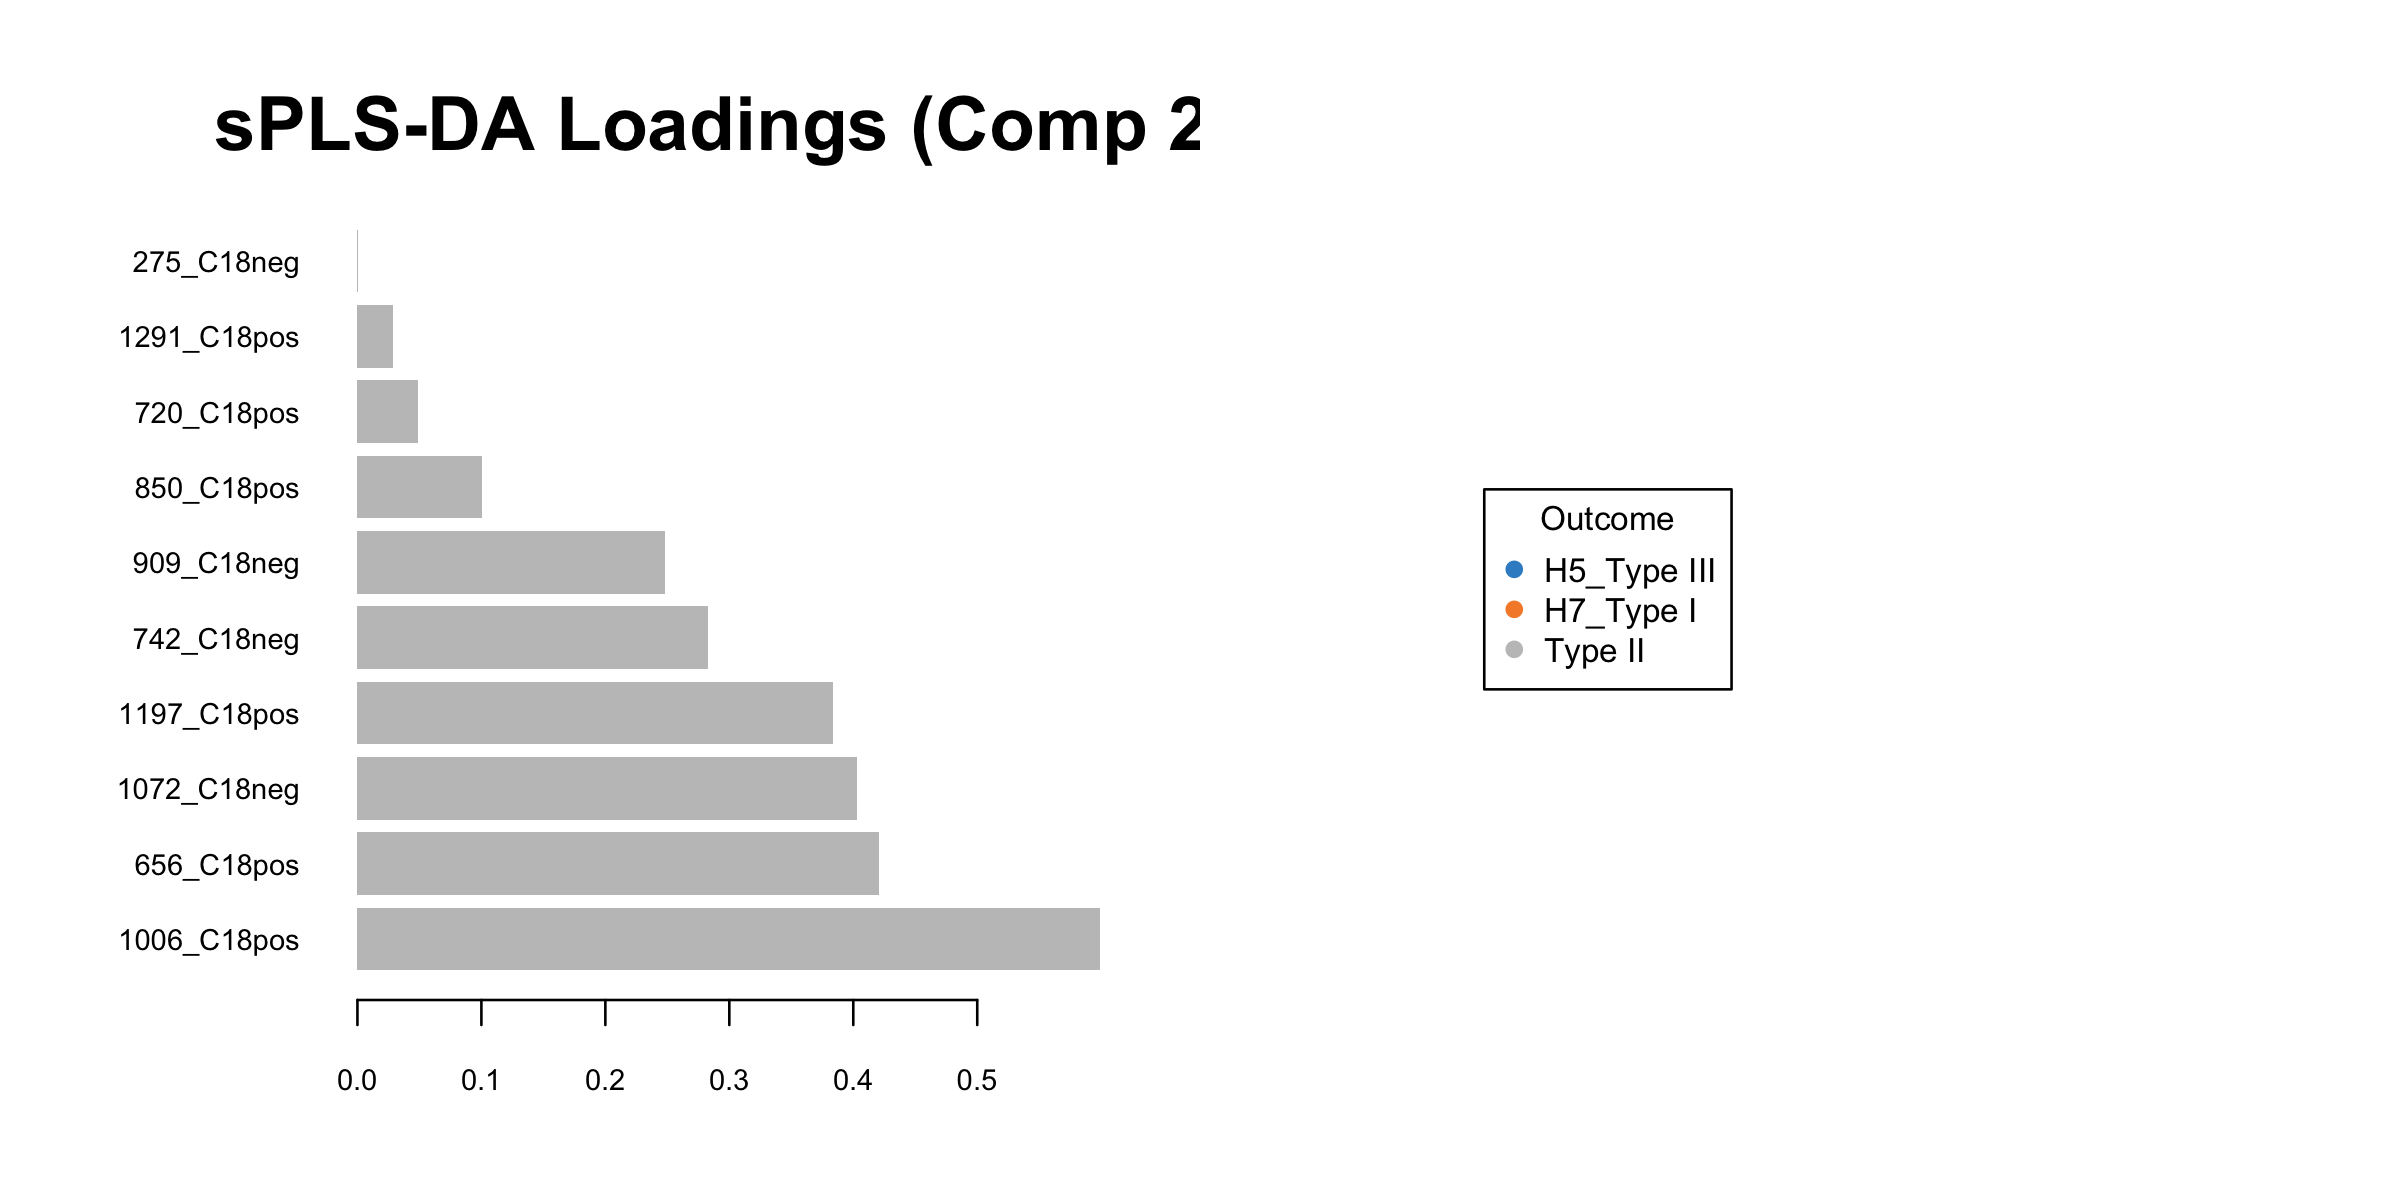 sPLS-DA Loadings (Comp 2
275_C18neg
1291_C18pos
720_C18pos
850_C18pos
909_C18neg
742_C18neg
1197_C18pos
1072_C18neg
656_C18pos
1006_C18pos
0.0 0.1 0.2 0.3 0.4 0.5
Outcome
H5_Type III
H7_Type I
Type II